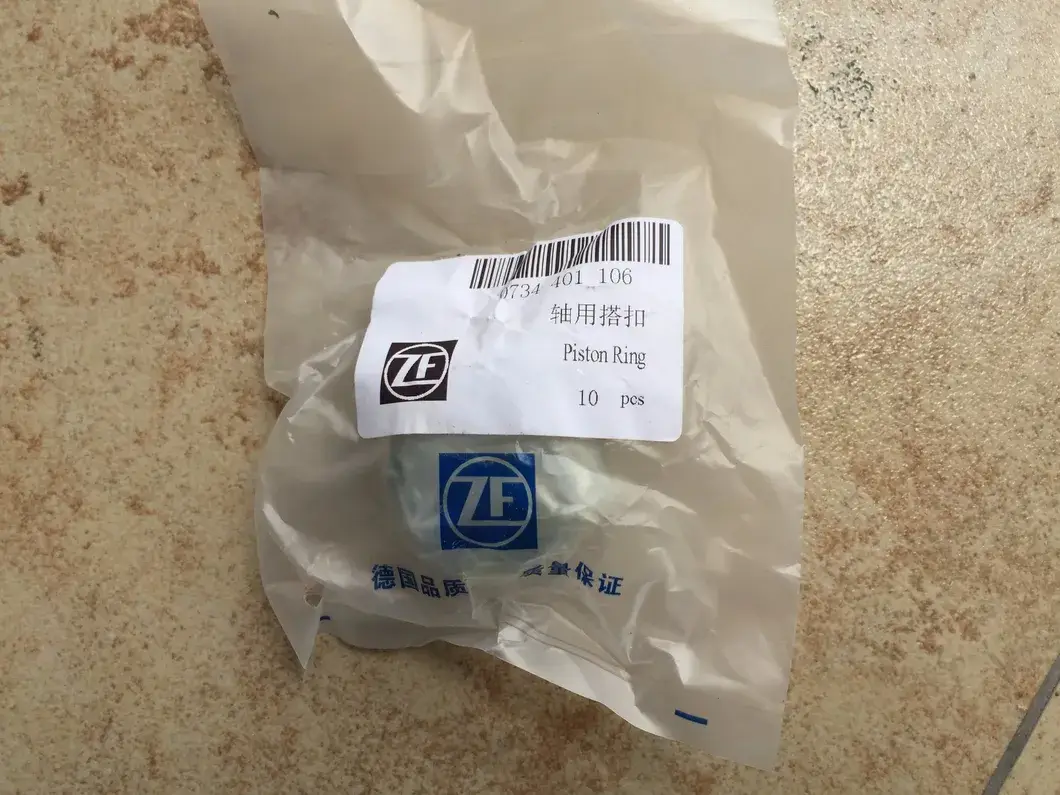 0734 401 106
轴用搭扣
Piston Ring
ZF
10 pcs
ZF
德国品质 质量保证